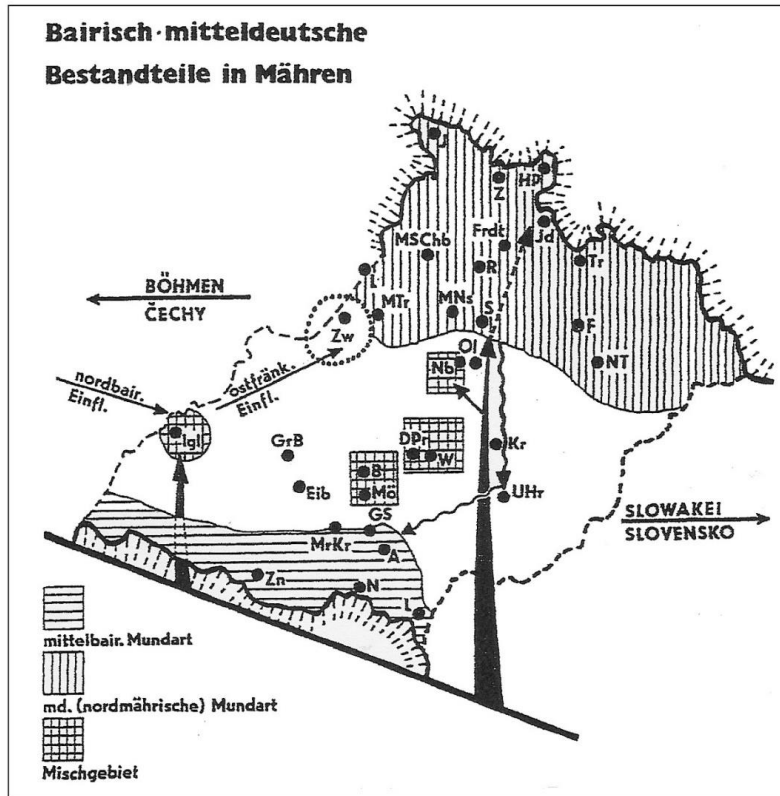 Bairisch-mitteldeutsche
Bestandteile in Mähren
J
HP
Z
Jd
Frdt
MSChb
R
Tr
L
BÖHMEN
ČECHY
MTr
MNs
S
F
Zw
Ol
Nb
NT
nordbair.
Einfl.
ostfränk.
Einfl.
Igl
GrB
DPr
W
Kr
B
Eib
Mö
UHr
GS
MrKr
A
SLOWAKEI
SLOVENSKO
Zn
N
L
mittelbair. Mundart
md. (nordmährische) Mundart
Mischgebiet